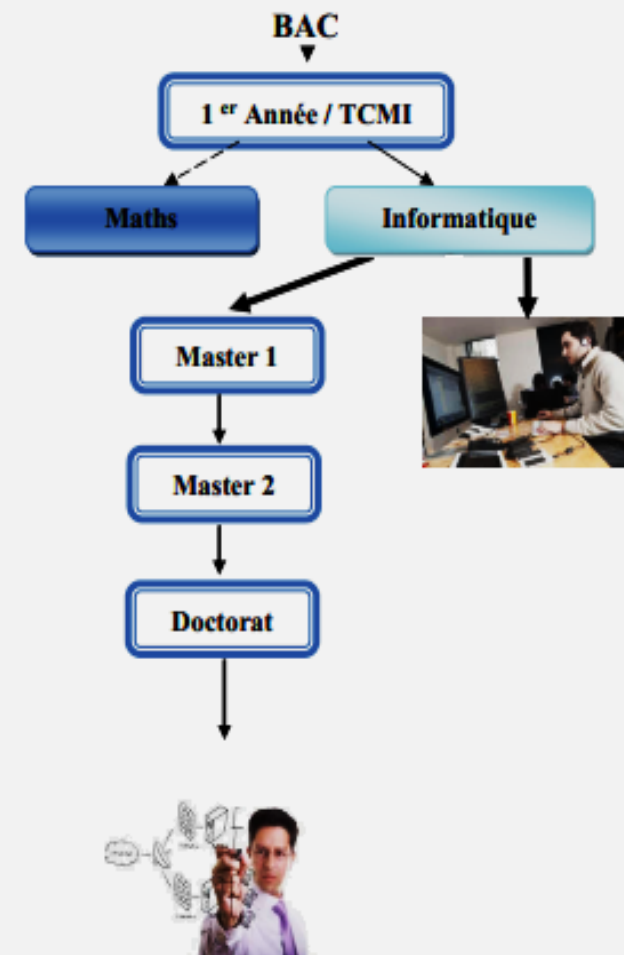 BAC
1 er Année / TCMI
Maths
Informatique
Master 1
Master 2
Doctorat